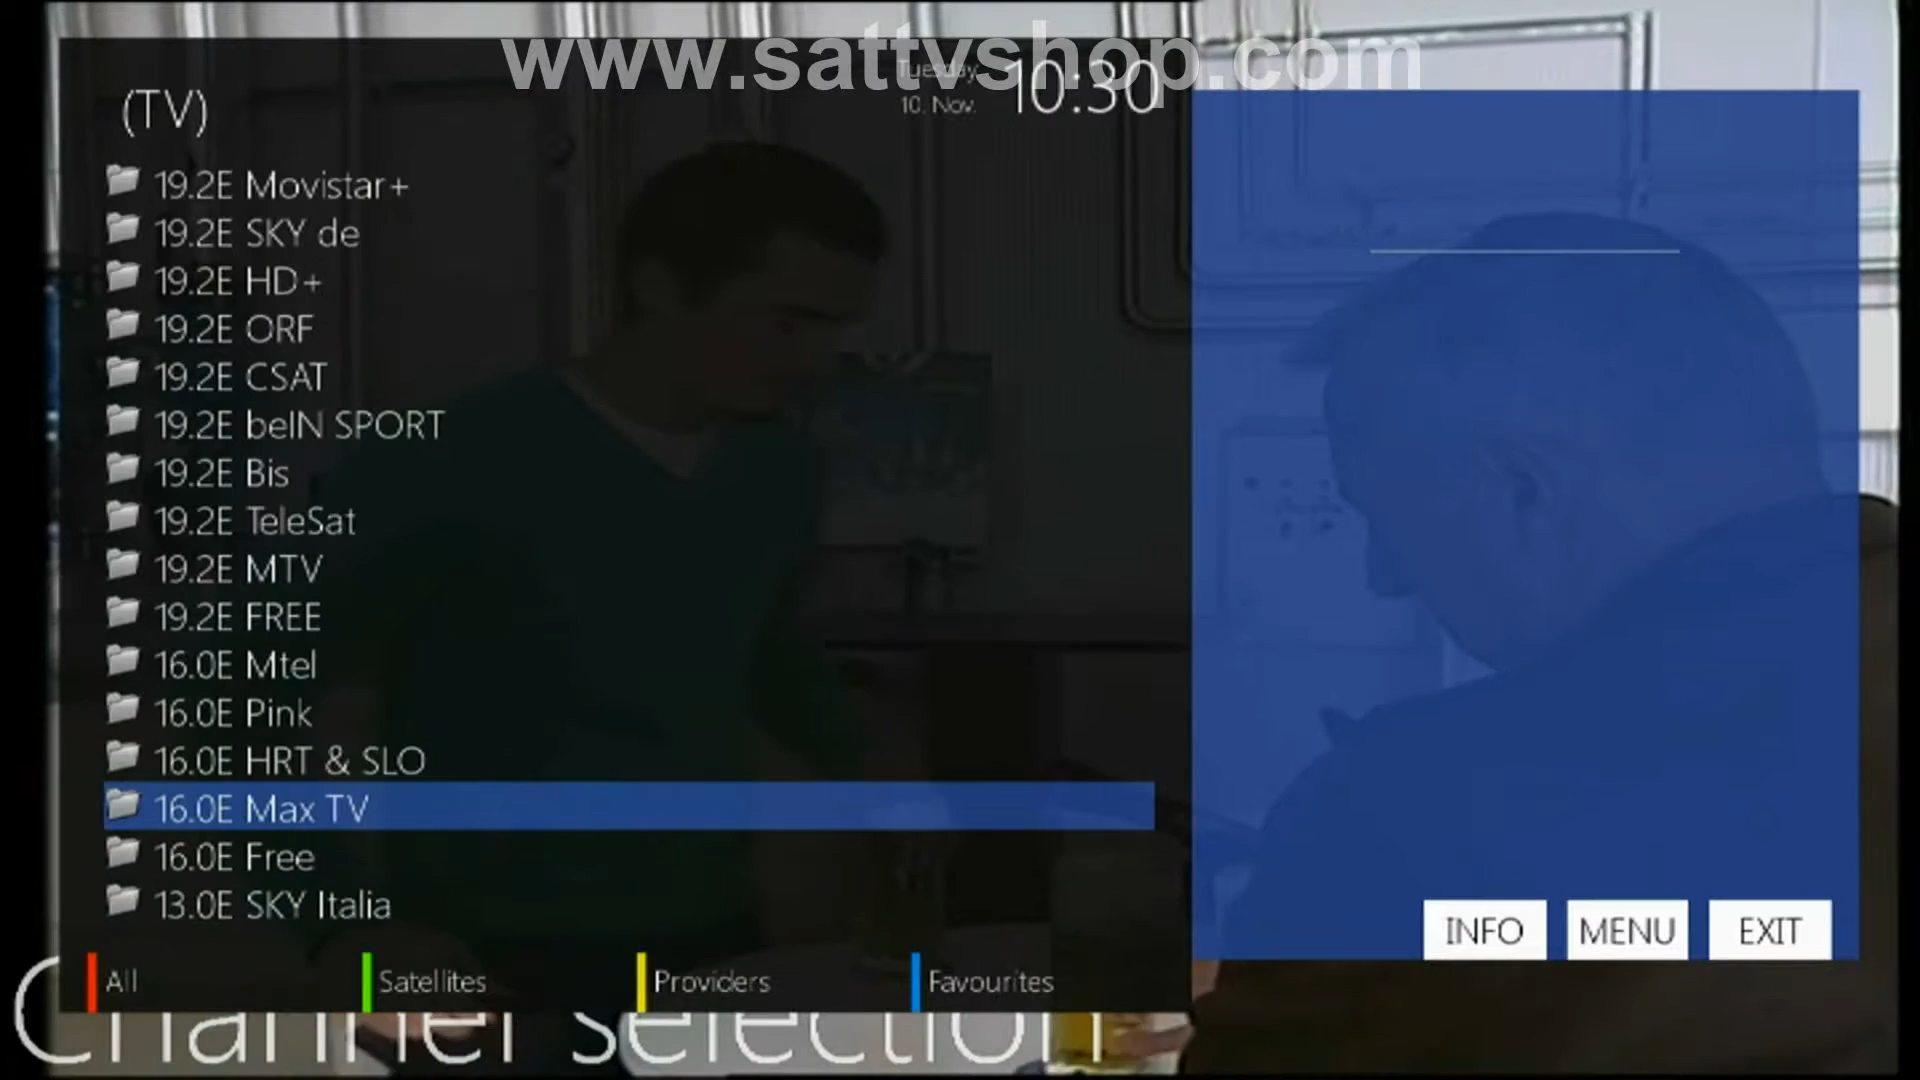 www.sattvshop.com
(TV)
Tuesday
10. Nov.
10:30
19.2E Movistar+
19.2E SKY de
19.2E HD+
19.2E ORF
19.2E CSAT
19.2E beIN SPORT
19.2E Bis
19.2E TeleSat
19.2E MTV
19.2E FREE
16.0E Mtel
16.0E Pink
16.0E HRT & SLO
16.0E Max TV
16.0E Free
13.0E SKY Italia
INFO
MENU
EXIT
All
Satellites
Providers
Favourites
Channel selection